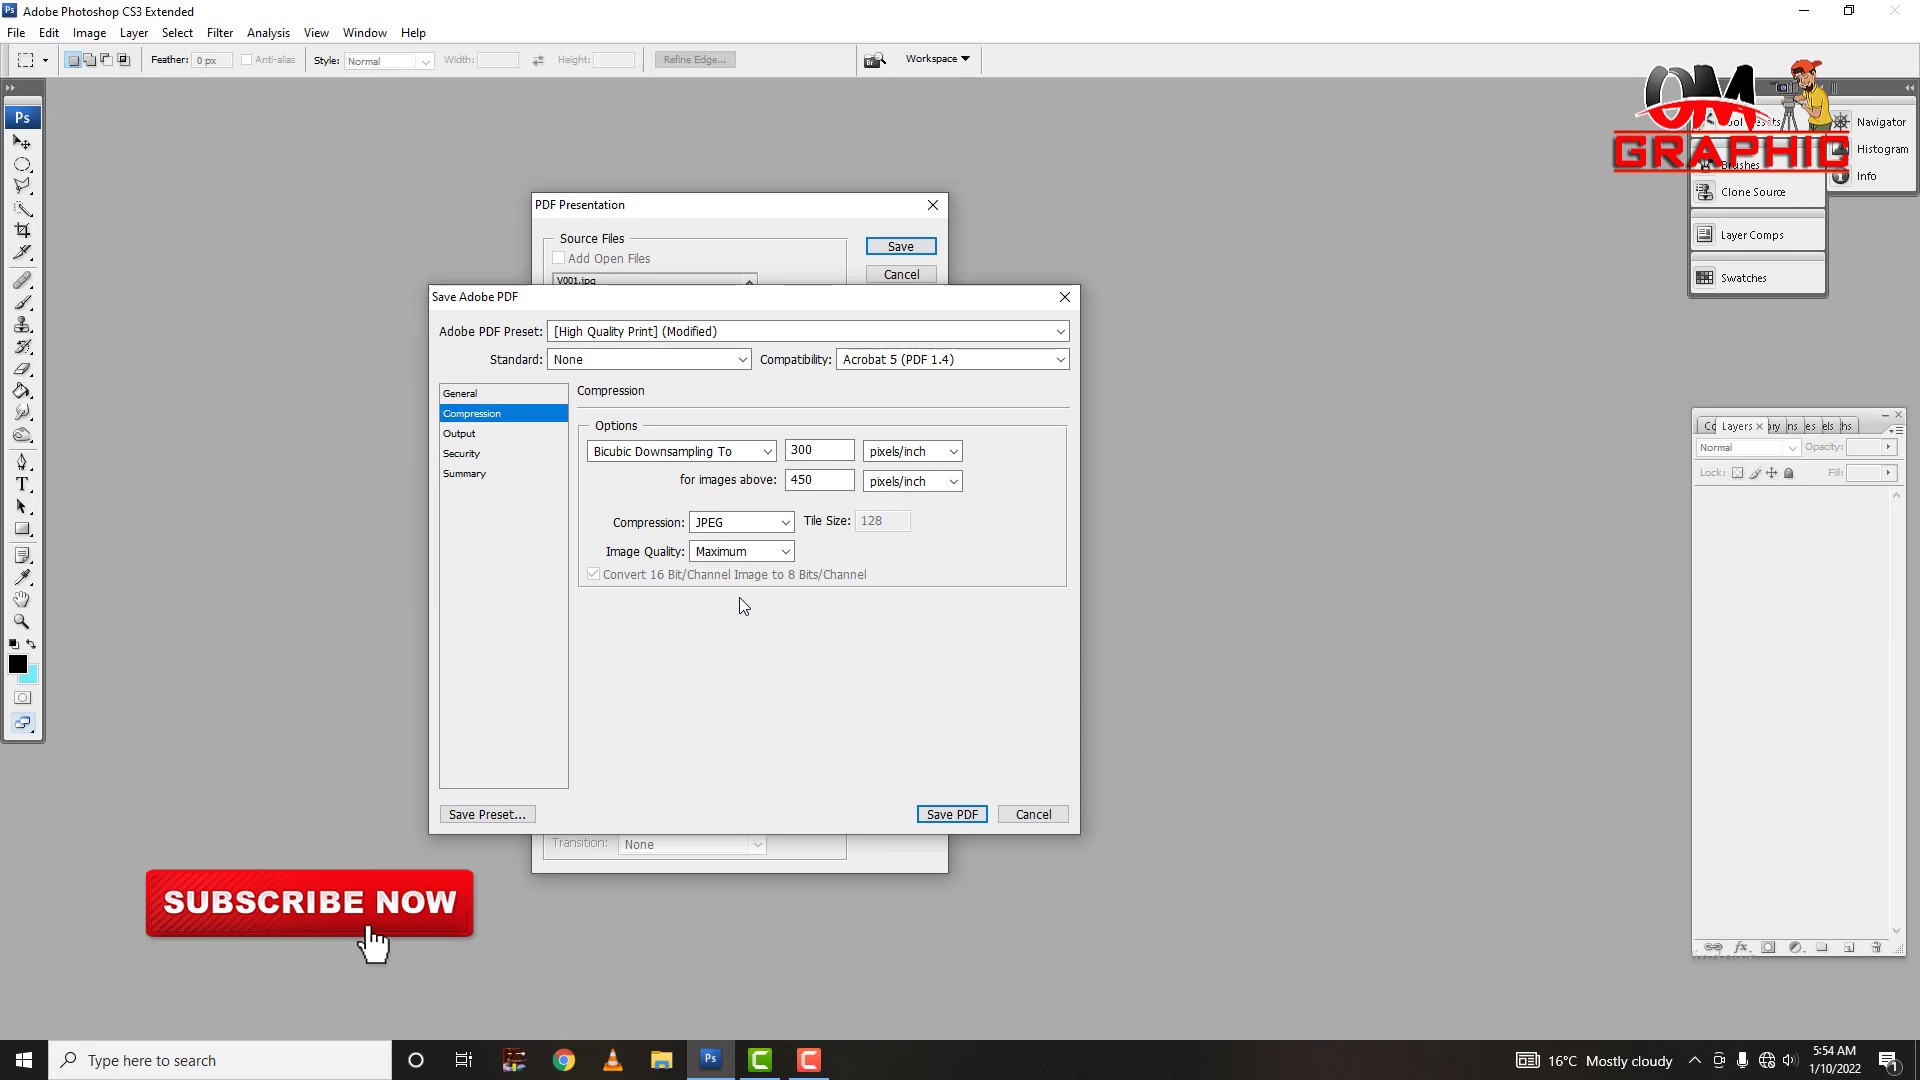 Adobe Photoshop CS3 Extended
File Edit Image Layer Select Filter Analysis View Window Help
Feather: 0 px Anti-alias Style: Normal Width: Height: Refine Edge... Workspace
OM
GRAPHIC
Navigator
Histogram
Info
Brushes
Clone Source
Layer Comps
Swatches
Ps
PDF Presentation
Source Files
Add Open Files
V001.jpg
Save
Cancel
Save Adobe PDF
Adobe PDF Preset: [High Quality Print] (Modified)
Standard: None Compatibility: Acrobat 5 (PDF 1.4)
General
Compression
Output
Security
Summary
Compression
Options
Bicubic Downsampling To 300 pixels/inch
for images above: 450 pixels/inch
Compression: JPEG Tile Size: 128
Image Quality: Maximum
Convert 16 Bit/Channel Image to 8 Bits/Channel
Save Preset... Save PDF Cancel
Transition: None
Layers
Normal Opacity:
Lock: Fill:
SUBSCRIBE NOW
Type here to search
16°C Mostly cloudy
5:54 AM
1/10/2022
1